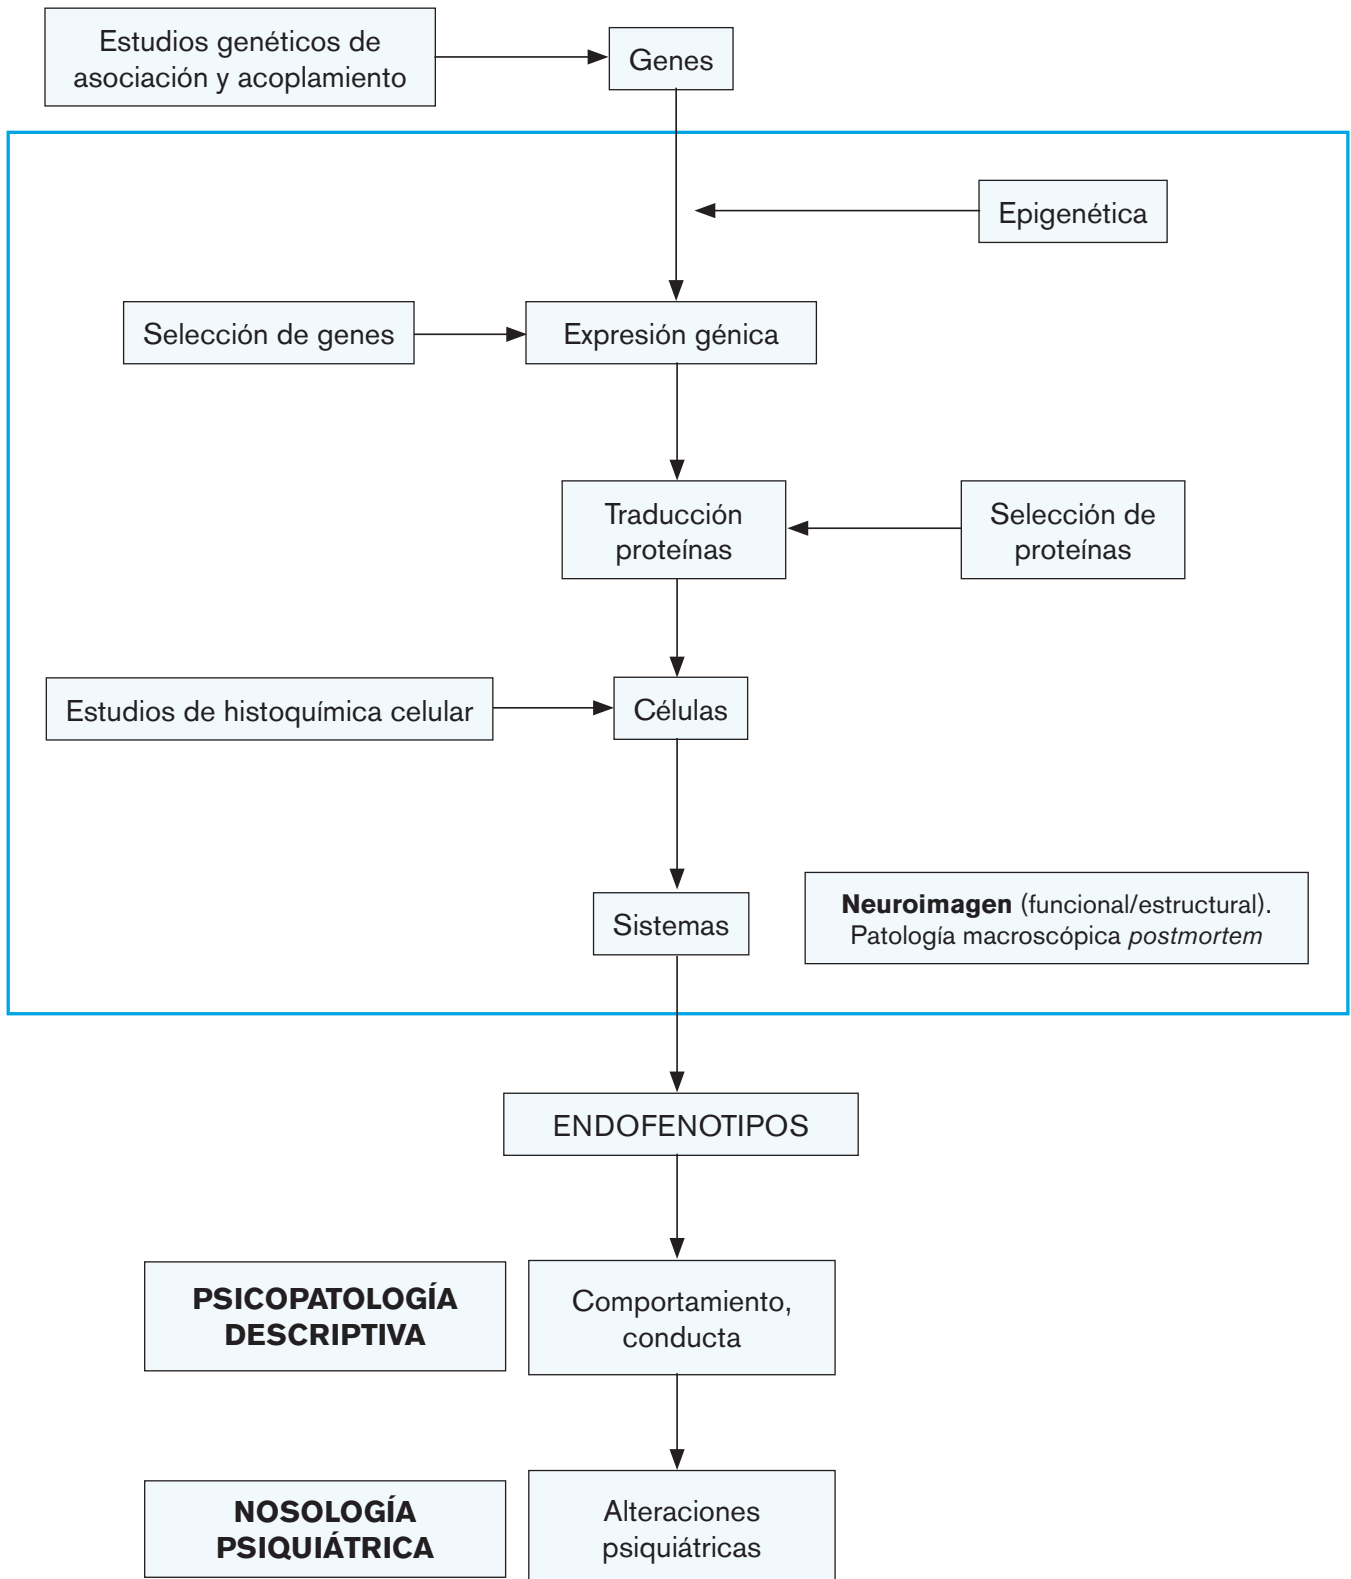 Estudios genéticos de
asociación y acoplamiento
Genes
Epigenética
Selección de genes
Expresión génica
Traducción
proteínas
Selección de
proteínas
Estudios de histoquímica celular
Células
Sistemas
Neuroimagen (funcional/estructural).
Patología macroscópica postmortem
ENDOFENOTIPOS
PSICOPATOLOGÍA
DESCRIPTIVA
Comportamiento,
conducta
NOSOLOGÍA
PSIQUIÁTRICA
Alteraciones
psiquiátricas